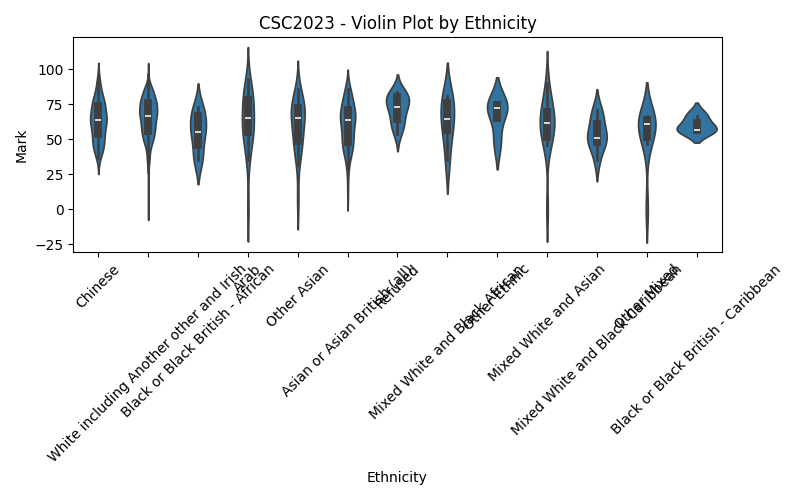 CSC2023 - Violin Plot by Ethnicity
Mark
100
75
50
25
0
−25
Chinese
White including Another other and Irish
Black or Black British - African
Arab
Other Asian
Asian or Asian British (all)
Refused
Mixed White and Black African
Other Ethnic
Mixed White and Asian
Mixed White and Black Caribbean
Other Mixed
Black or Black British - Caribbean
Ethnicity